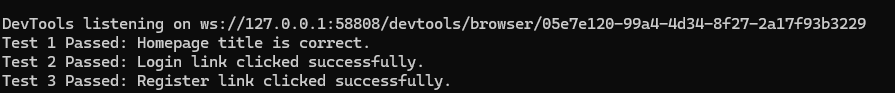 DevTools listening on ws://127.0.0.1:58808/devtools/browser/05e7e120-99a4-4d34-8f27-2a17f93b3229
Test 1 Passed: Homepage title is correct.
Test 2 Passed: Login link clicked successfully.
Test 3 Passed: Register link clicked successfully.